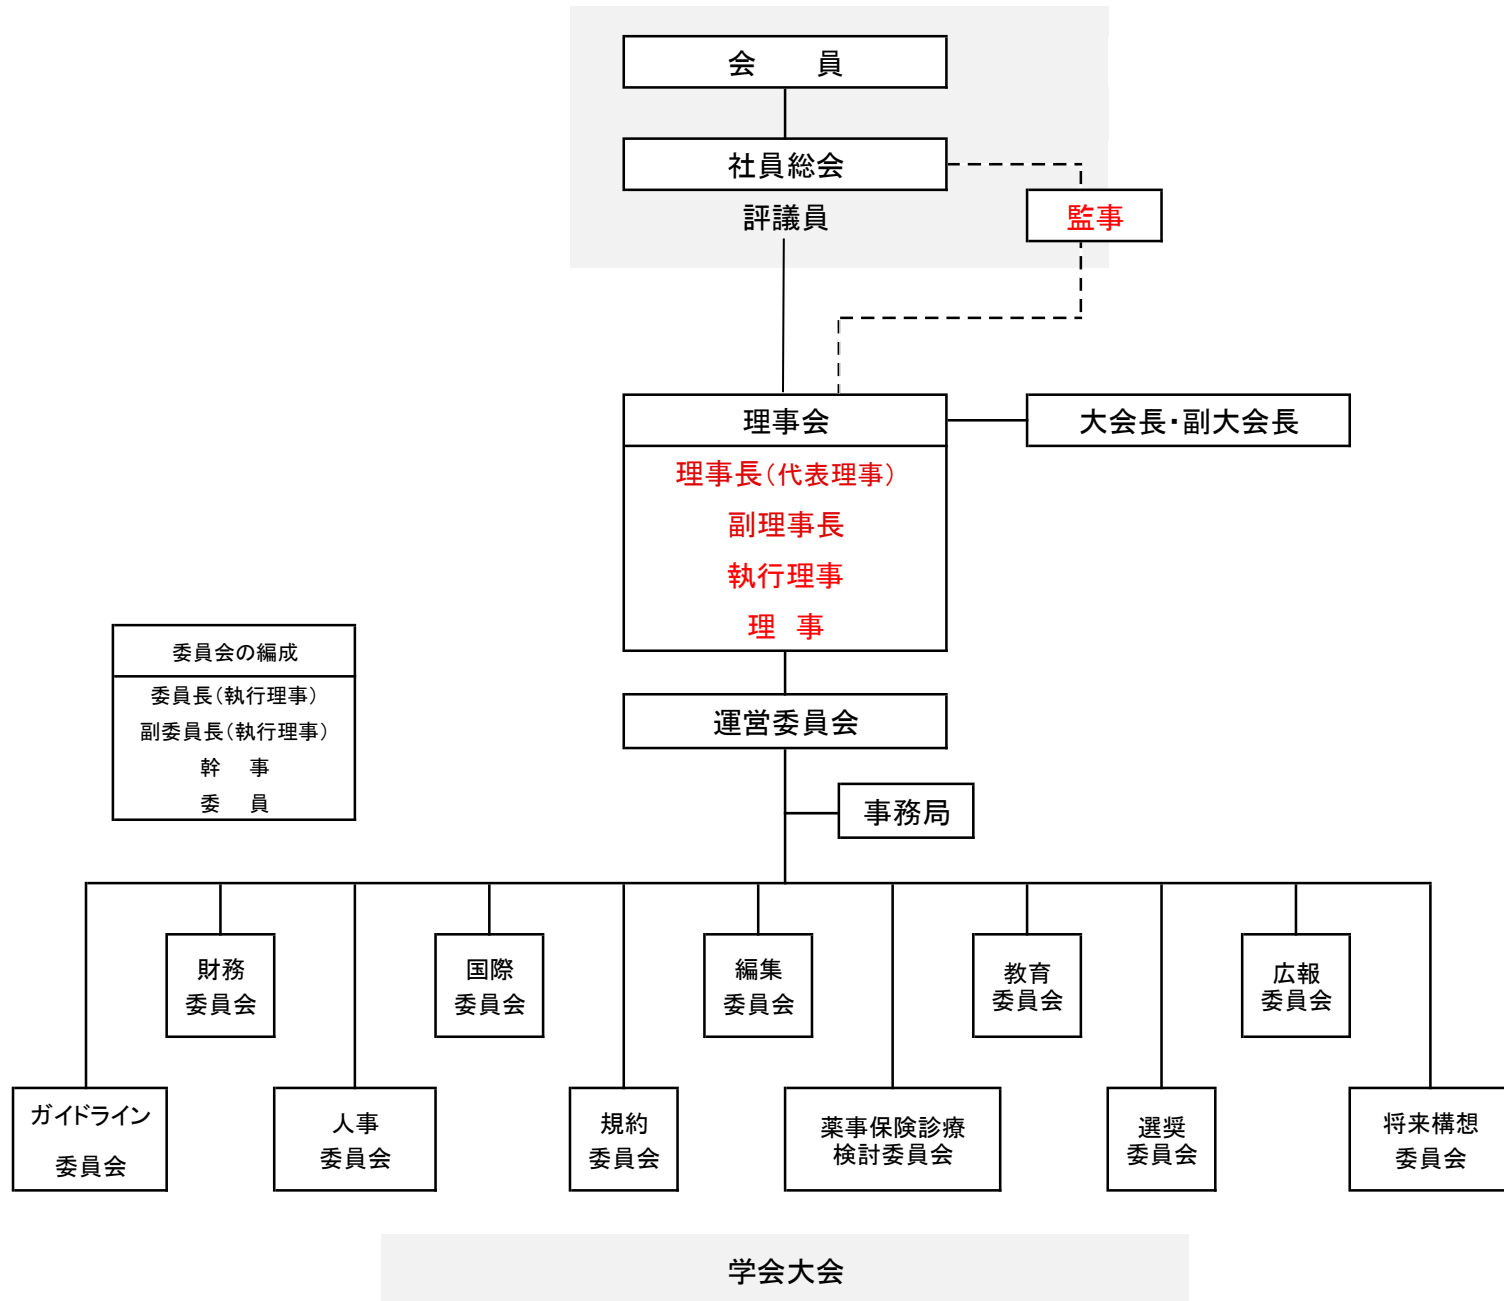 会　員
社員総会
評議員
監事
理事会
大会長・副大会長
理事長（代表理事）
副理事長
執行理事
理　事
委員会の編成
委員長（執行理事）
副委員長（執行理事）
幹　事
委　員
運営委員会
事務局
財務
委員会
国際
委員会
編集
委員会
教育
委員会
広報
委員会
ガイドライン
委員会
人事
委員会
規約
委員会
薬事保険診療
検討委員会
選奨
委員会
将来構想
委員会
学会大会